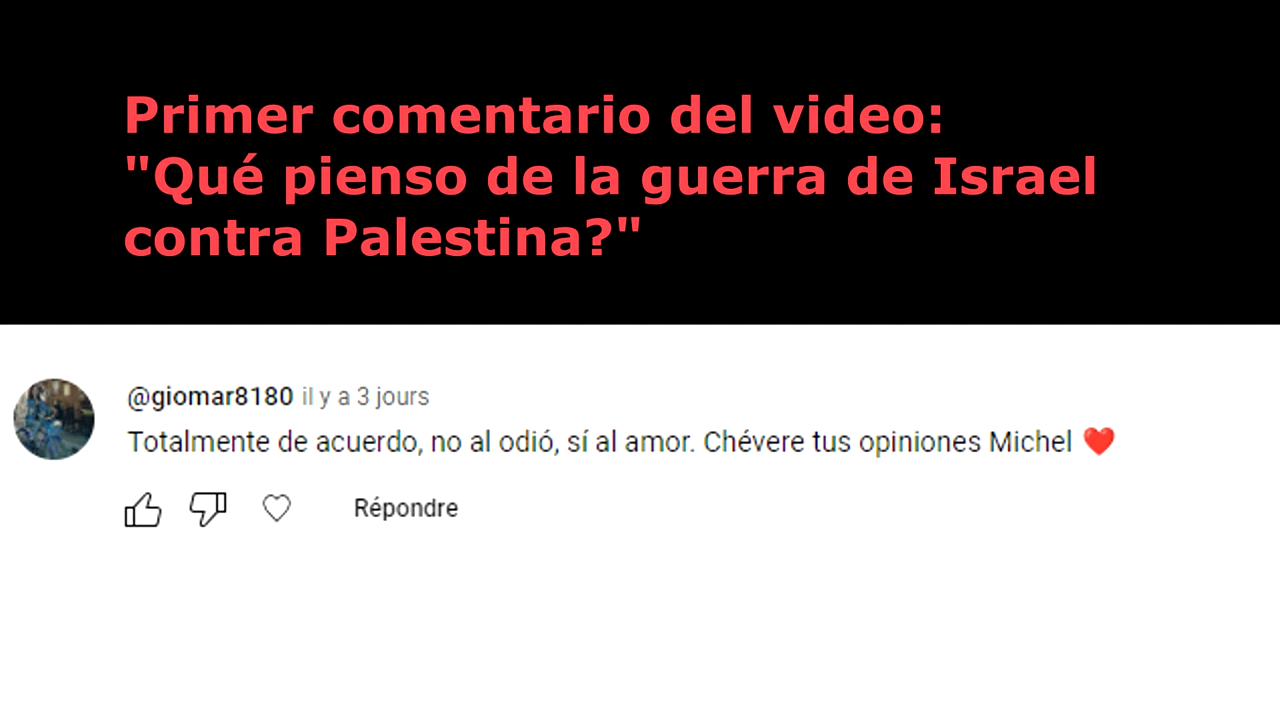 Primer comentario del video:
"Qué pienso de la guerra de Israel
contra Palestina?"
@giomar8180 il y a 3 jours
Totalmente de acuerdo, no al odió, sí al amor. Chévere tus opiniones Michel ❤️
Répondre